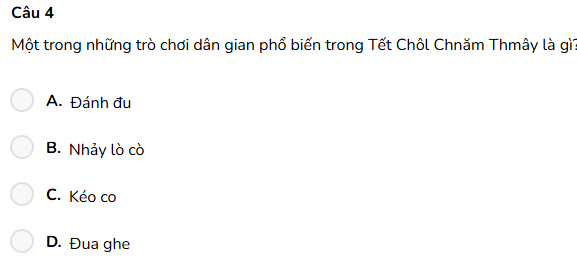 Câu 4
Một trong những trò chơi dân gian phổ biến trong Tết Chôl Chnăm Thmây là gì?
A. Đánh đu
B. Nhảy lò cò
C. Kéo co
D. Đua ghe